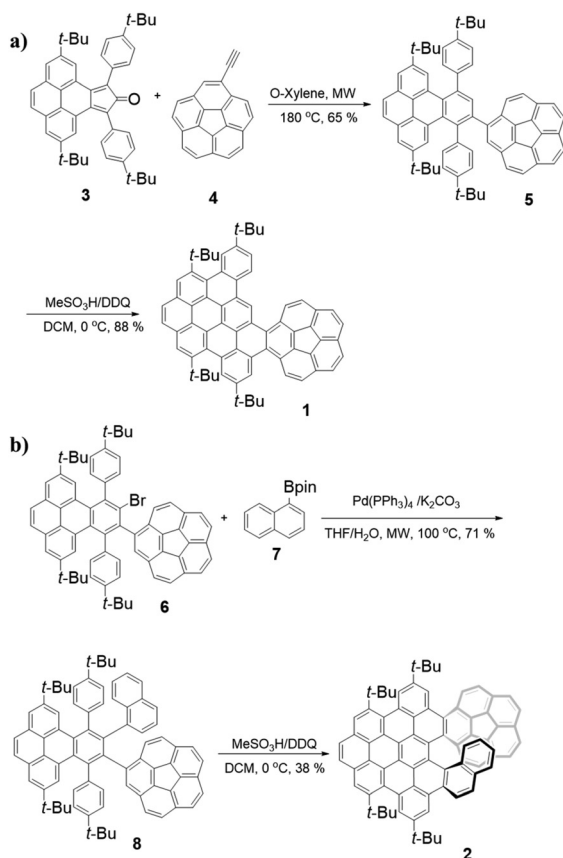 a)
t-Bu
t-Bu
O
t-Bu
t-Bu
3
+
4
O-Xylene, MW
180 °C, 65 %
t-Bu
t-Bu
t-Bu
t-Bu
5
MeSO3H/DDQ
DCM, 0 °C, 88 %
t-Bu
t-Bu
t-Bu
t-Bu
1
b)
t-Bu
t-Bu
Br
t-Bu
t-Bu
6
+
Bpin
7
Pd(PPh3)4 /K2CO3
THF/H2O, MW, 100 °C, 71 %
t-Bu
t-Bu
t-Bu
t-Bu
8
MeSO3H/DDQ
DCM, 0 °C, 38 %
t-Bu
t-Bu
t-Bu
t-Bu
2